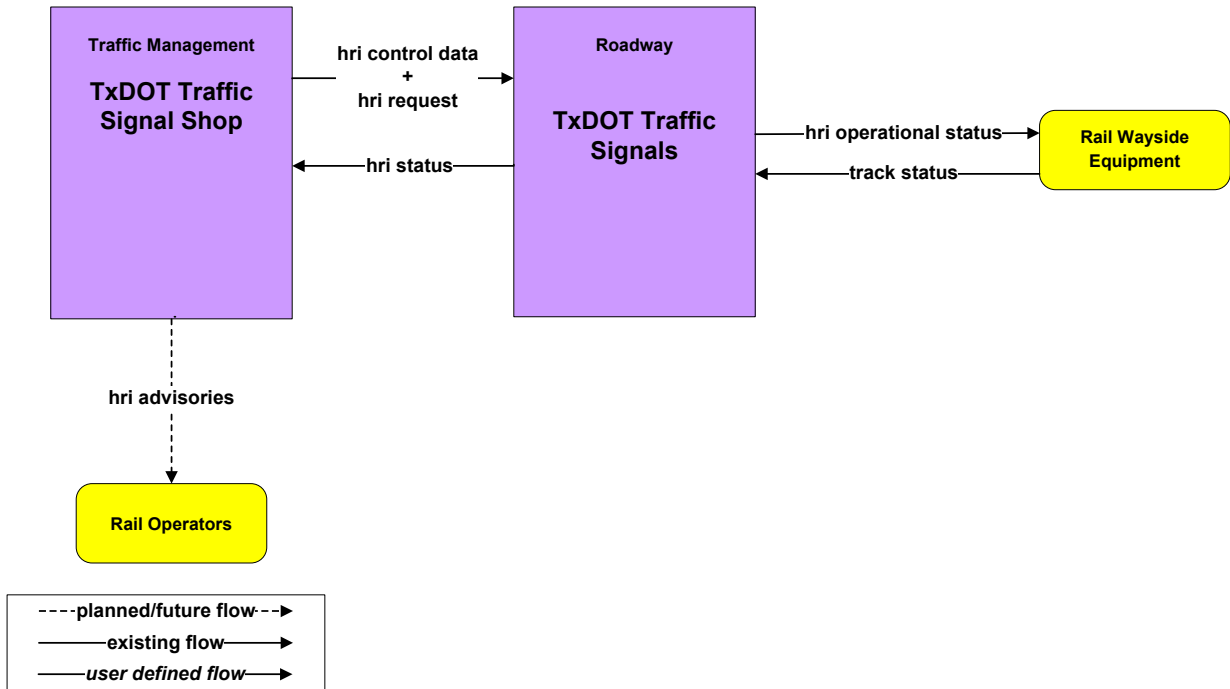 Traffic Management
TxDOT Traffic
Signal Shop
hri control data
+
hri request
hri status
Roadway
TxDOT Traffic
Signals
hri operational status
track status
Rail Wayside
Equipment
hri advisories
Rail Operators
planned/future flow
existing flow
user defined flow